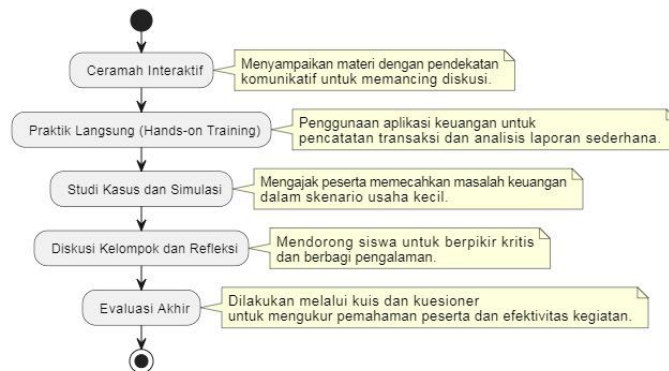 Ceramah Interaktif
Menyampaikan materi dengan pendekatan
komunikatif untuk memancing diskusi.
Praktik Langsung (Hands-on Training)
Penggunaan aplikasi keuangan untuk
pencatatan transaksi dan analisis laporan sederhana.
Studi Kasus dan Simulasi
Mengajak peserta memecahkan masalah keuangan
dalam skenario usaha kecil.
Diskusi Kelompok dan Refleksi
Mendorong siswa untuk berpikir kritis
dan berbagi pengalaman.
Evaluasi Akhir
Dilakukan melalui kuis dan kuesioner
untuk mengukur pemahaman peserta dan efektivitas kegiatan.